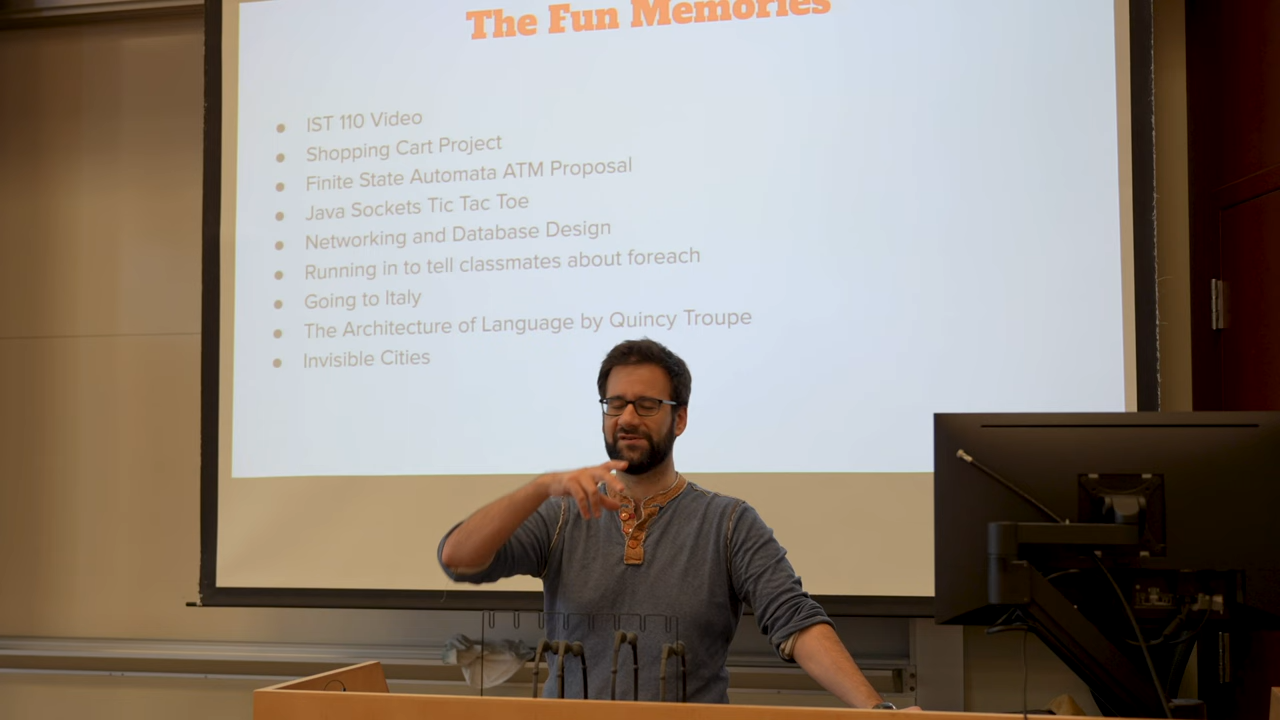 The Fun Memories
IST 110 Video
Shopping Cart Project
Finite State Automata ATM Proposal
Java Sockets Tic Tac Toe
Networking and Database Design
Running in to tell classmates about foreach
Going to Italy
The Architecture of Language by Quincy Troupe
Invisible Cities